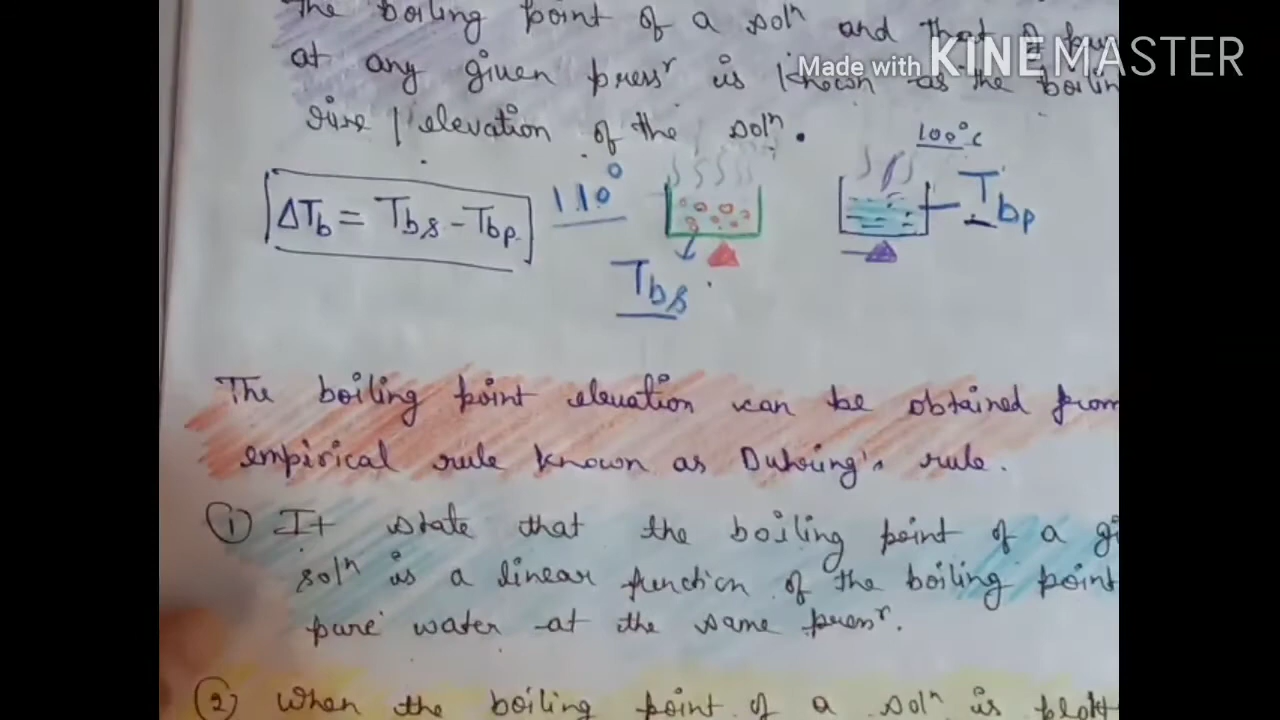 The boiling point of a solⁿ and that of pu
at any given pressʳ is known as the boilin
rise / elevation of the solⁿ.
Made with KINEMASTER
100°c
ΔTb = Tbs - Tbp
110°
Tbp
Tbs
The boiling point elevation can be obtained from
empirical rule known as Duhring's rule.
① It state that the boiling point of a gi
solⁿ is a linear function of the boiling point
pure water at the same pressʳ.
② When the boiling point of a solⁿ is plott